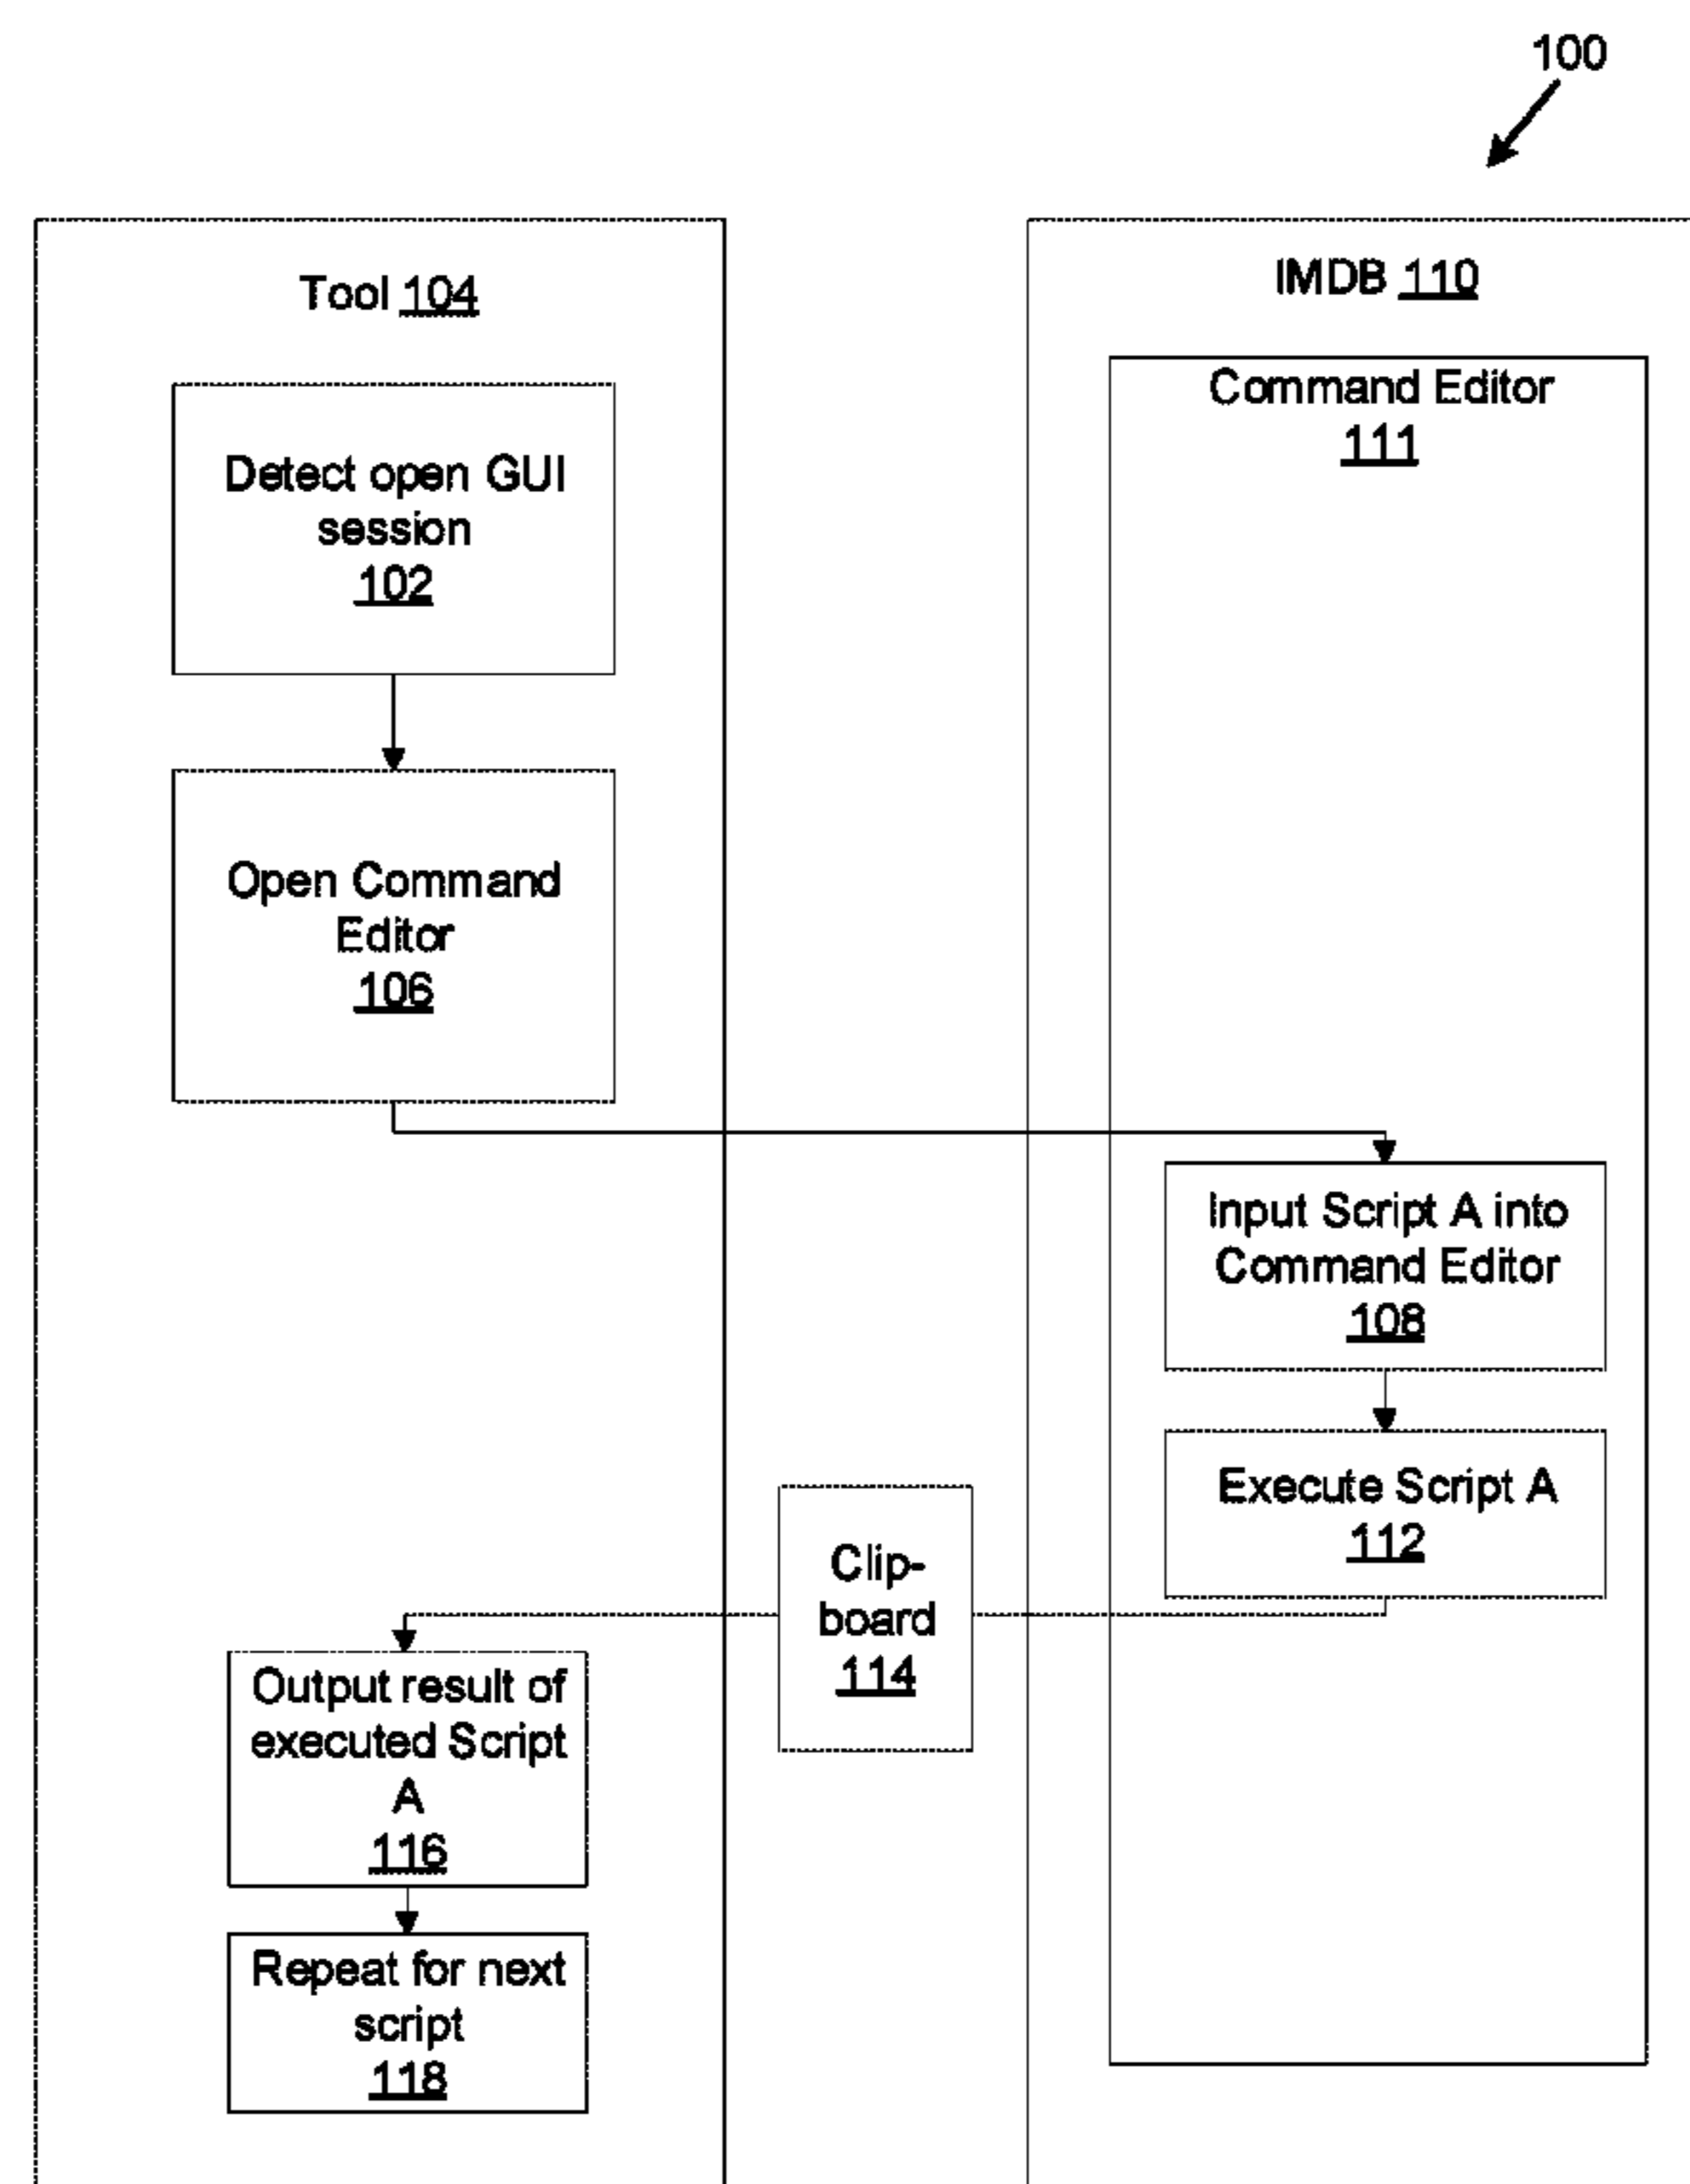 100
Tool 104
IMDB 110
Detect open GUI
session
102
Command Editor
111
Open Command
Editor
106
Input Script A into
Command Editor
108
Execute Script A
112
Clip-
board
114
Output result of
executed Script
A
116
Repeat for next
script
118